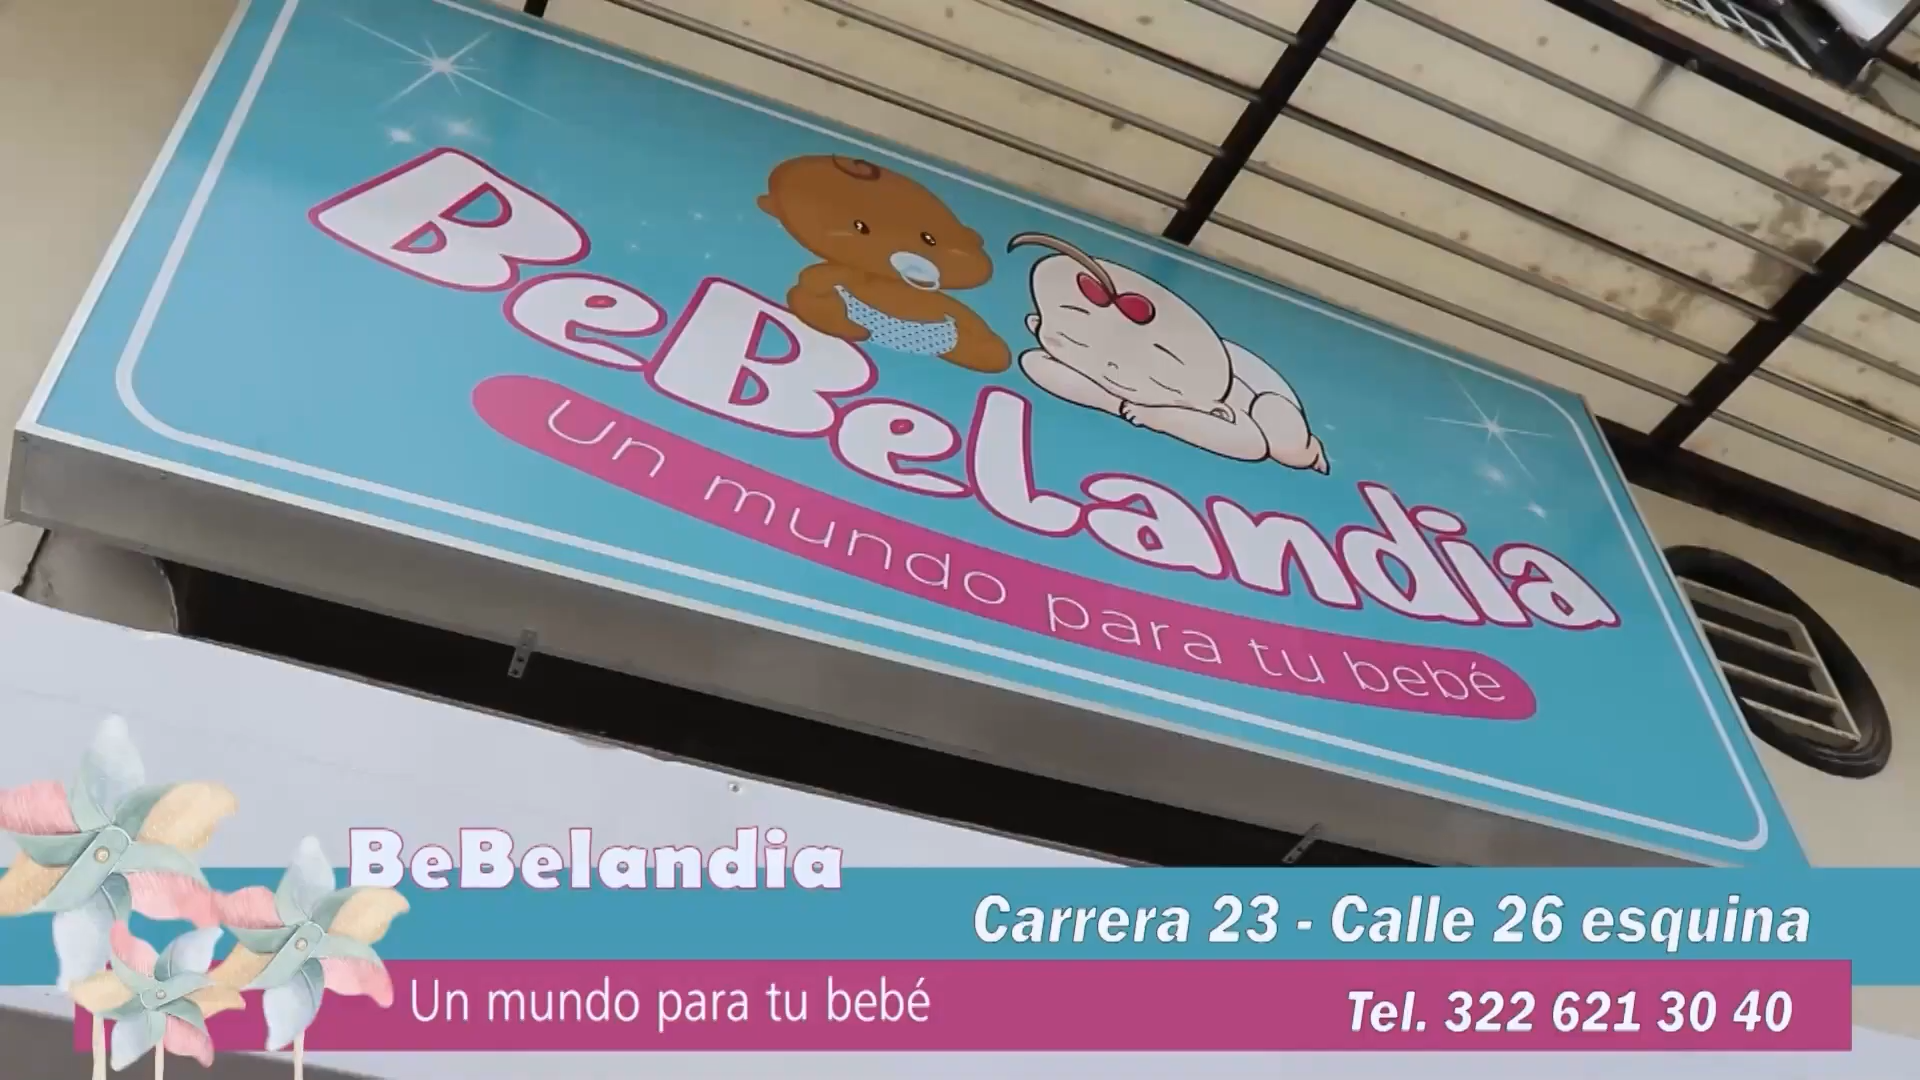 BeBeLandia
Un mundo para tu bebé
BeBelandia
Carrera 23 - Calle 26 esquina
Un mundo para tu bebé
Tel. 322 621 30 40